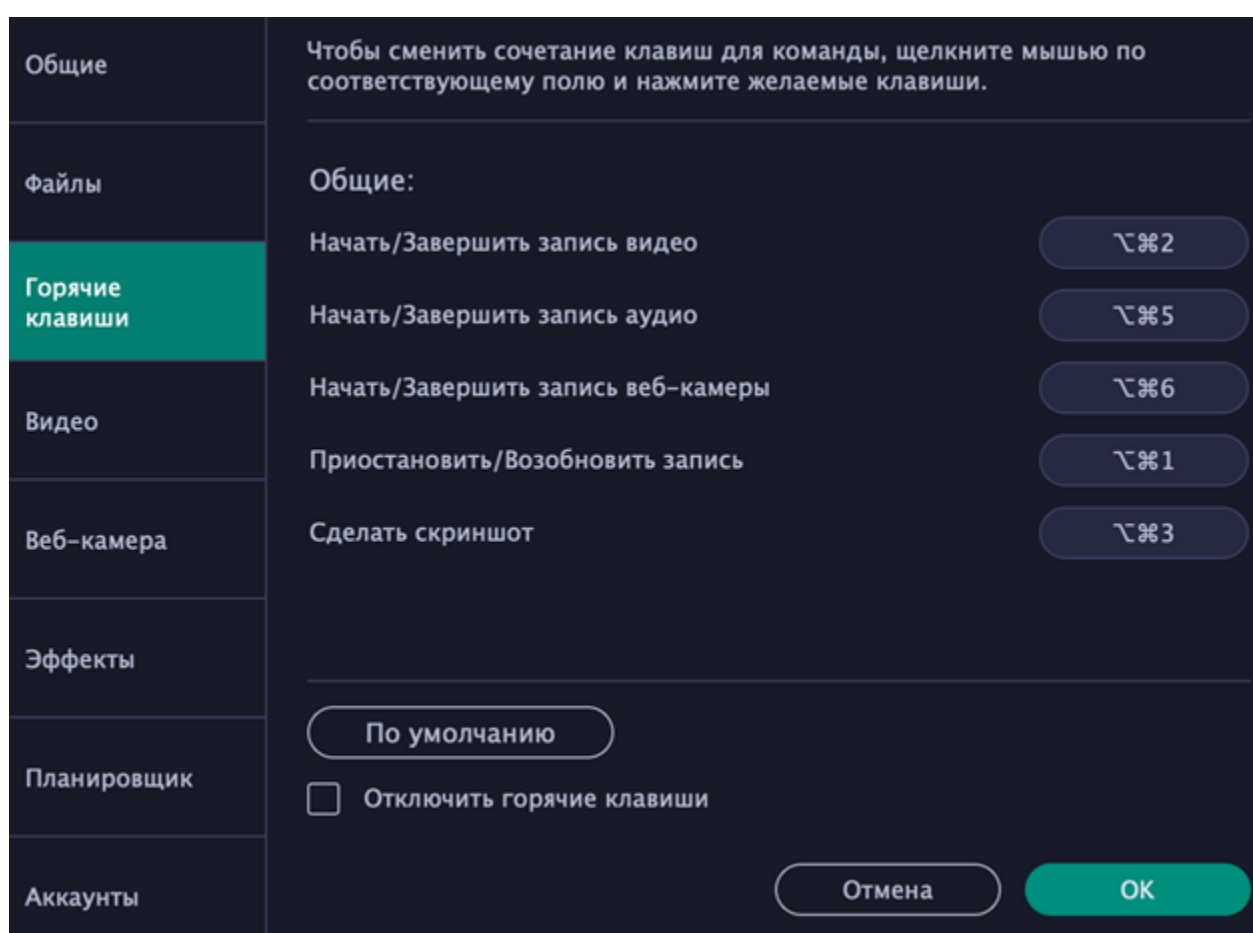 Общие
Файлы
Горячие
клавиши
Видео
Веб-камера
Эффекты
Планировщик
Аккаунты
Чтобы сменить сочетание клавиш для команды, щелкните мышью по
соответствующему полю и нажмите желаемые клавиши.
Общие:
Начать/Завершить запись видео ⌥⌘2
Начать/Завершить запись аудио ⌥⌘5
Начать/Завершить запись веб-камеры ⌥⌘6
Приостановить/Возобновить запись ⌥⌘1
Сделать скриншот ⌥⌘3
По умолчанию
Отключить горячие клавиши
Отмена OK